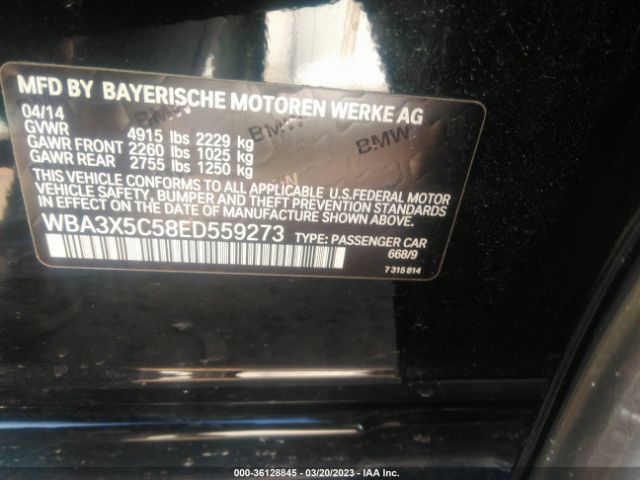 MFD BY BAYERISCHE MOTOREN WERKE AG
04/14
GVWR 4915 lbs 2229 kg
GAWR FRONT 2260 lbs 1025 kg
GAWR REAR 2755 lbs 1250 kg
THIS VEHICLE CONFORMS TO ALL APPLICABLE U.S.FEDERAL MOTOR
VEHICLE SAFETY, BUMPER AND THEFT PREVENTION STANDARDS
IN EFFECT ON THE DATE OF MANUFACTURE SHOWN ABOVE.
WBA3X5C58ED559273 TYPE: PASSENGER CAR
668/9
7 315 814
BMW
BMW
BMW
000-36128845 — 03/20/2023 — IAA Inc.